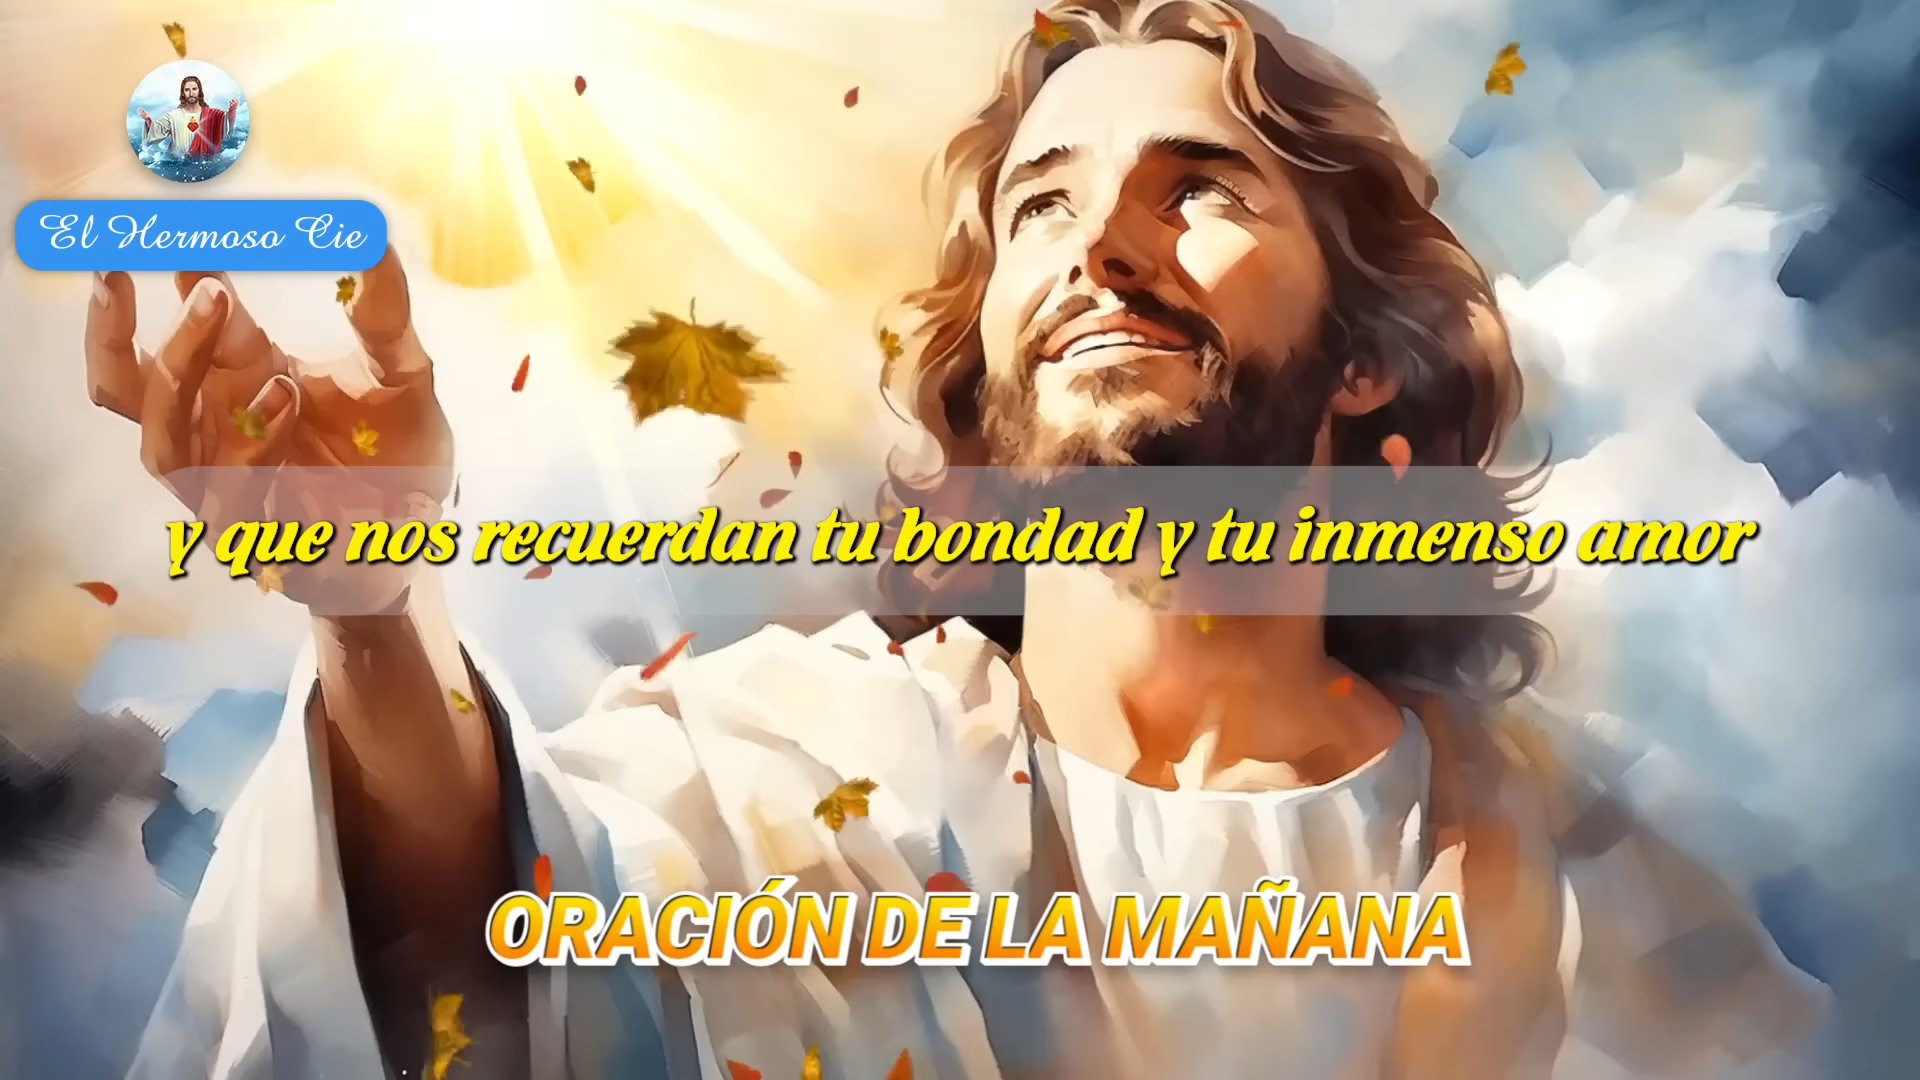 El Hermoso Cie
y que nos recuerdan tu bondad y tu inmenso amor
ORACIÓN DE LA MAÑANA